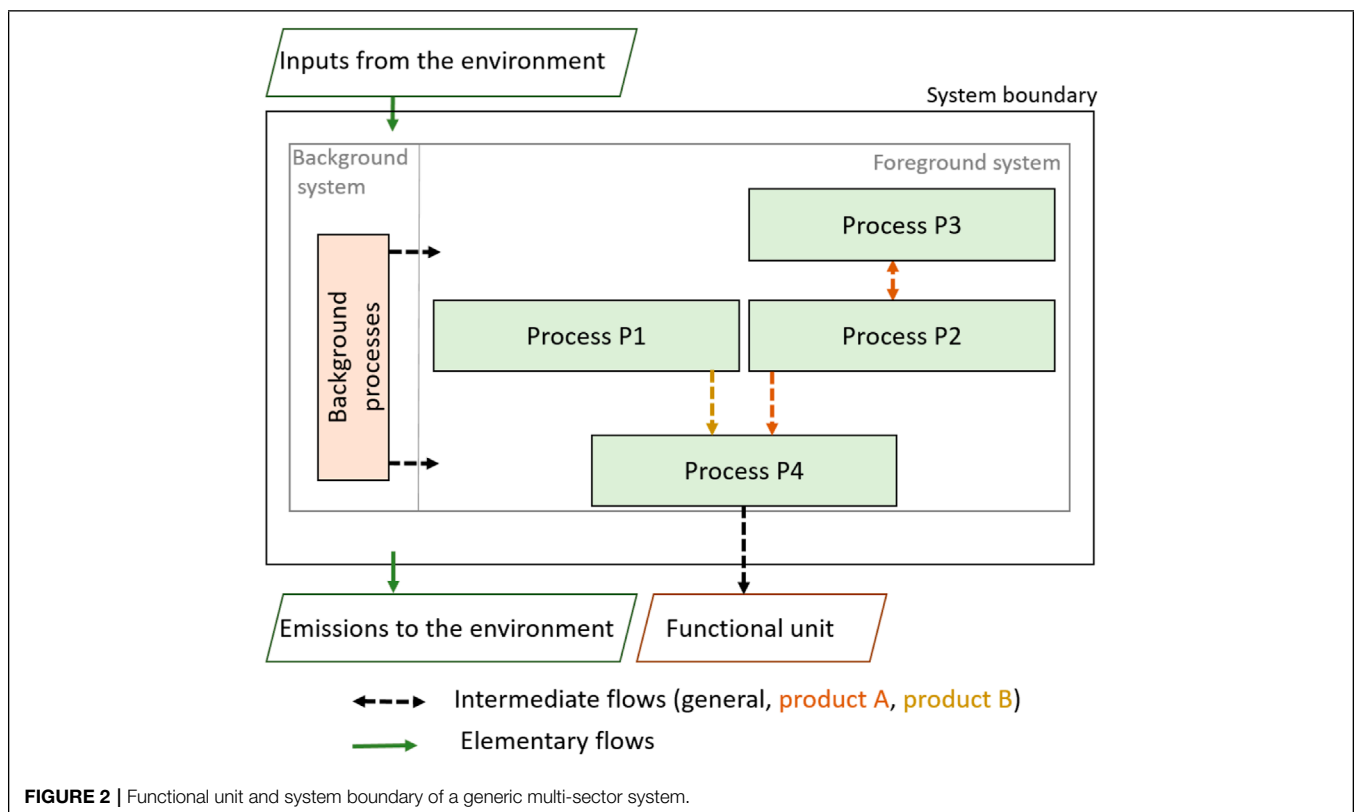 Inputs from the environment
System boundary
Background
system
Foreground system
Process P3
Background
processes
Process P1
Process P2
Process P4
Emissions to the environment
Functional unit
Intermediate flows (general, product A, product B)
Elementary flows
FIGURE 2 | Functional unit and system boundary of a generic multi-sector system.